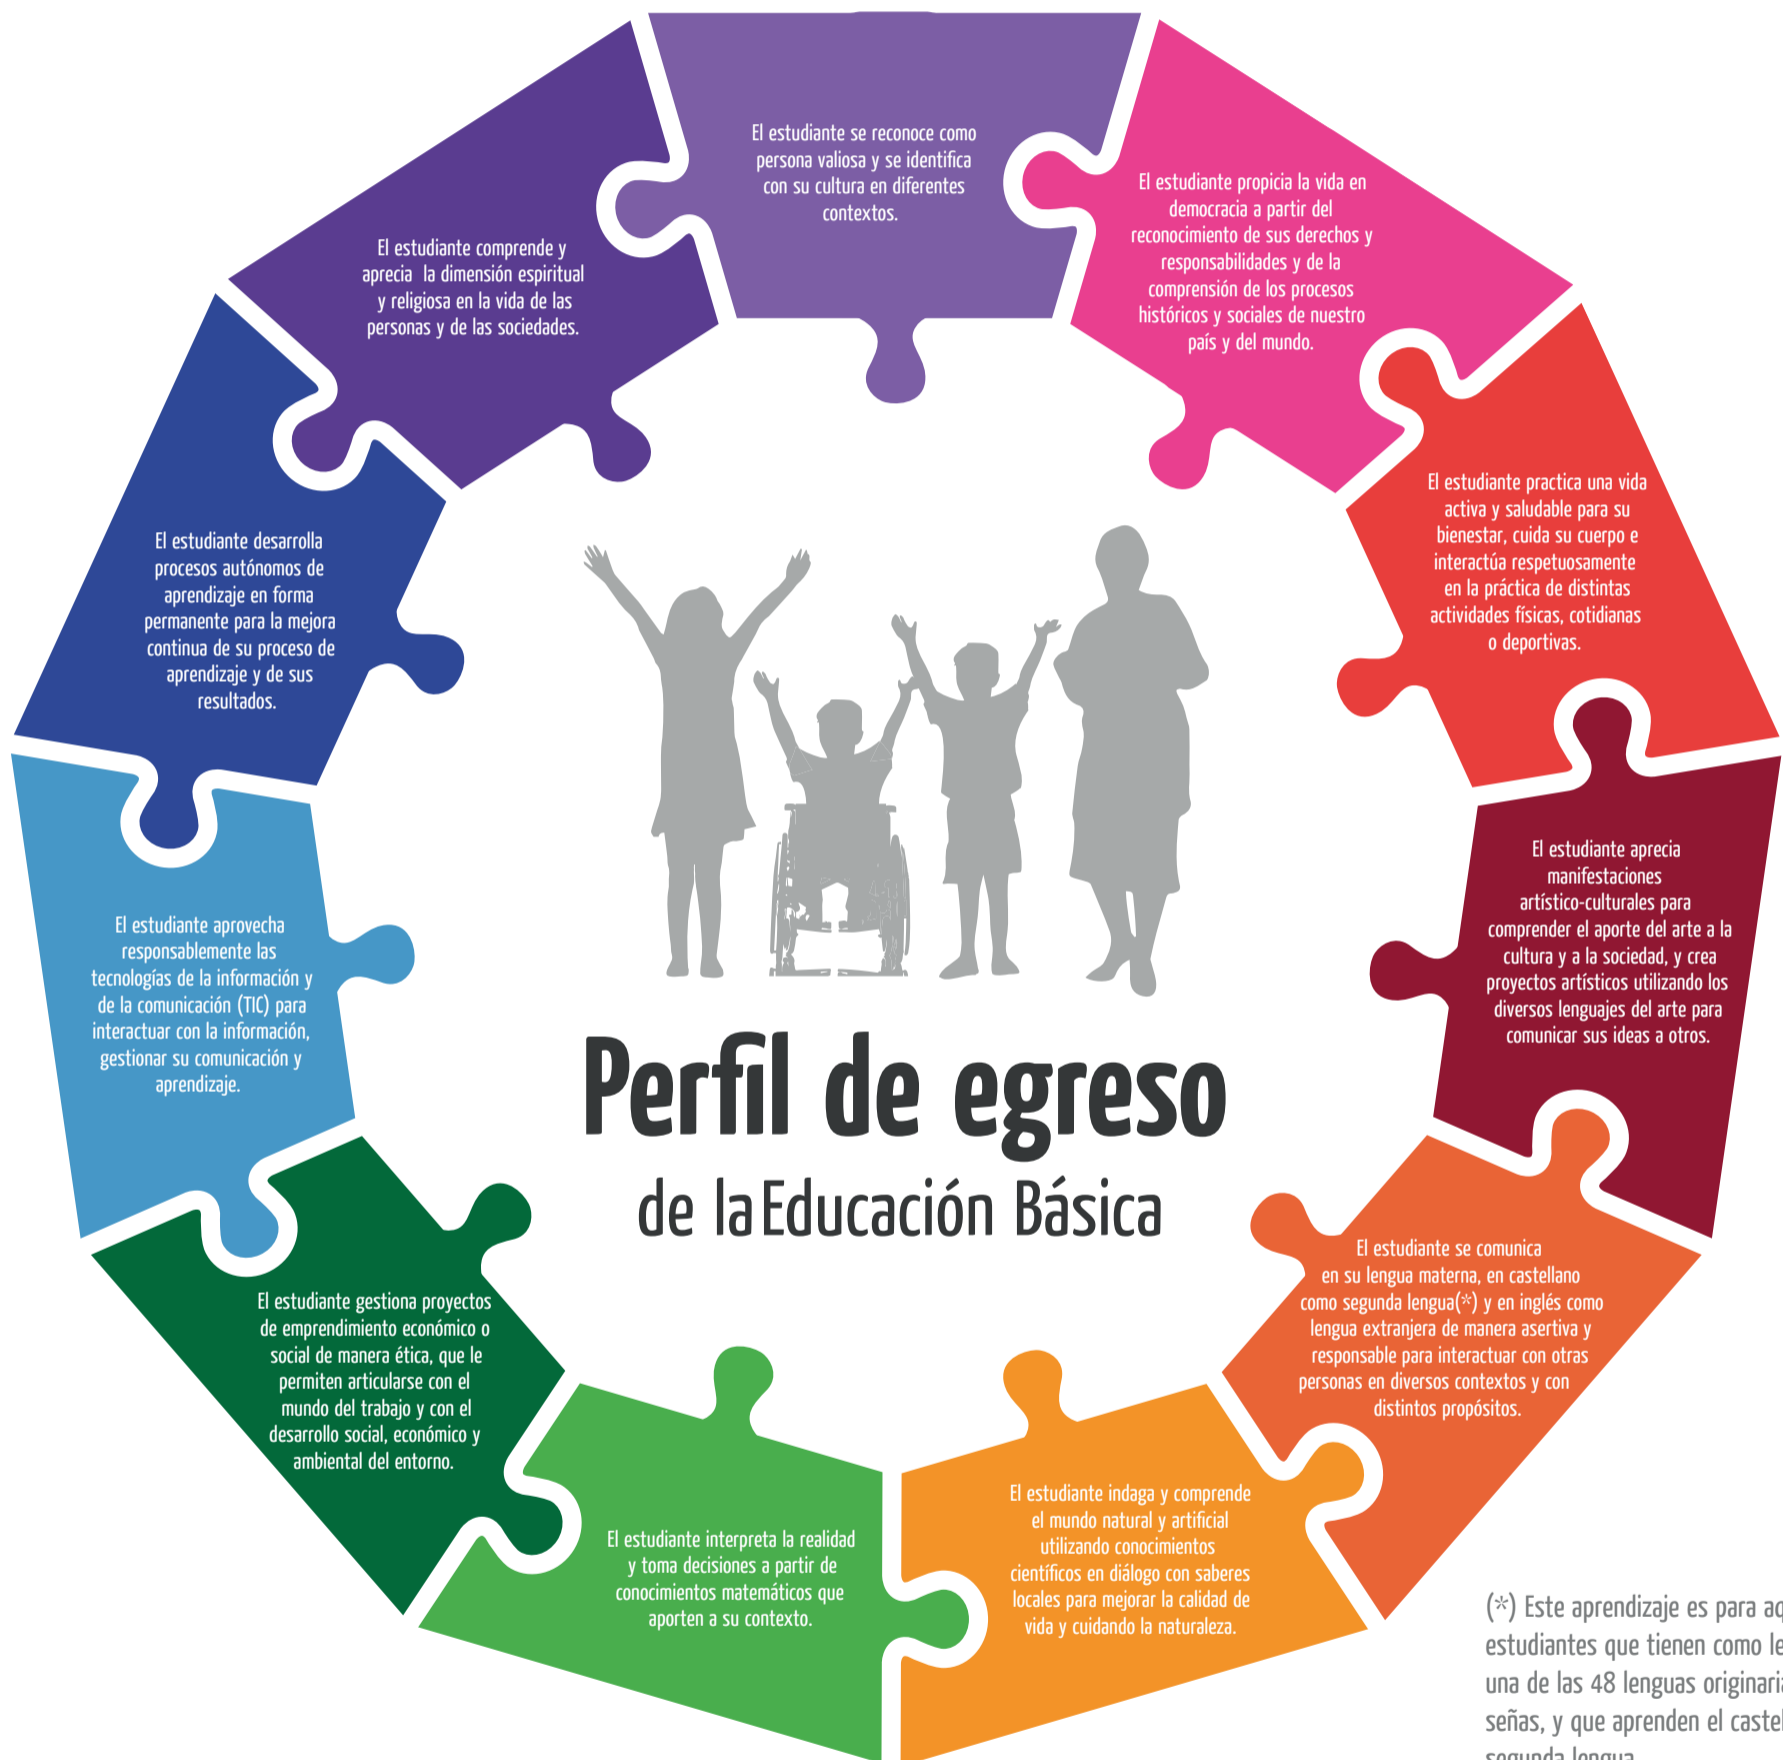 El estudiante se reconoce como
persona valiosa y se identifica
con su cultura en diferentes
contextos.
El estudiante propicia la vida en
democracia a partir del
reconocimiento de sus derechos y
responsabilidades y de la
comprensión de los procesos
históricos y sociales de nuestro
país y del mundo.
El estudiante practica una vida
activa y saludable para su
bienestar, cuida su cuerpo e
interactúa respetuosamente
en la práctica de distintas
actividades físicas, cotidianas
o deportivas.
El estudiante aprecia
manifestaciones
artístico-culturales para
comprender el aporte del arte a la
cultura y a la sociedad, y crea
proyectos artísticos utilizando los
diversos lenguajes del arte para
comunicar sus ideas a otros.
El estudiante se comunica
en su lengua materna, en castellano
como segunda lengua(*) y en inglés como
lengua extranjera de manera asertiva y
responsable para interactuar con otras
personas en diversos contextos y con
distintos propósitos.
El estudiante indaga y comprende
el mundo natural y artificial
utilizando conocimientos
científicos en diálogo con saberes
locales para mejorar la calidad de
vida y cuidando la naturaleza.
El estudiante interpreta la realidad
y toma decisiones a partir de
conocimientos matemáticos que
aporten a su contexto.
El estudiante gestiona proyectos
de emprendimiento económico o
social de manera ética, que le
permiten articularse con el
mundo del trabajo y con el
desarrollo social, económico y
ambiental del entorno.
El estudiante aprovecha
responsablemente las
tecnologías de la información y
de la comunicación (TIC) para
interactuar con la información,
gestionar su comunicación y
aprendizaje.
El estudiante desarrolla
procesos autónomos de
aprendizaje en forma
permanente para la mejora
continua de su proceso de
aprendizaje y de sus
resultados.
El estudiante comprende y
aprecia la dimensión espiritual
y religiosa en la vida de las
personas y de las sociedades.
Perfil de egreso
de la Educación Básica
(*) Este aprendizaje es para
estudiantes que tienen como
una de las 48 lenguas
señas, y que aprenden el
segunda lengua